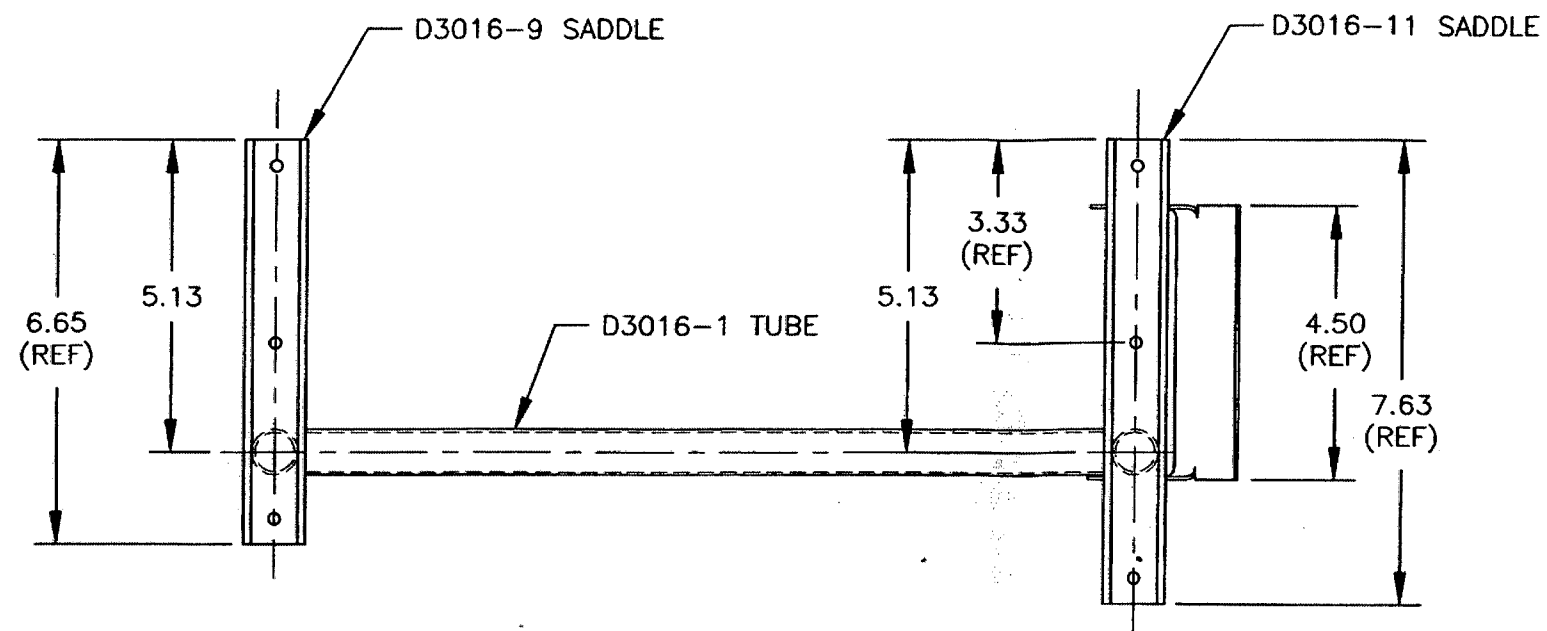 D3016-9 SADDLE
D3016-11 SADDLE
6.65
(REF)
5.13
D3016-1 TUBE
5.13
3.33
(REF)
4.50
(REF)
7.63
(REF)